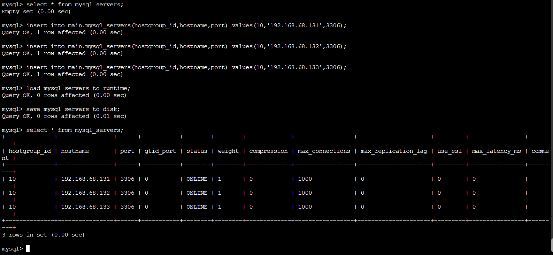 mysql> select * from mysql_servers;
Empty set (0.00 sec)
mysql> insert into main.mysql_servers(hostgroup_id,hostname,port) values(10,'192.168.68.131',3306);
Query OK, 1 row affected (0.00 sec)
mysql> insert into main.mysql_servers(hostgroup_id,hostname,port) values(10,'192.168.68.132',3306);
Query OK, 1 row affected (0.00 sec)
mysql> insert into main.mysql_servers(hostgroup_id,hostname,port) values(10,'192.168.68.133',3306);
Query OK, 1 row affected (0.00 sec)
mysql> load mysql servers to runtime;
Query OK, 0 rows affected (0.00 sec)
mysql> save mysql servers to disk;
Query OK, 0 rows affected (0.01 sec)
mysql> select * from mysql_servers;
| hostgroup_id | hostname | port | gtid_port | status | weight | compression | max_connections | max_replication_lag | use_ssl | max_latency_ms | comme
nt |
| 10 | 192.168.68.131 | 3306 | 0 | ONLINE | 1 | 0 | 1000 | 0 | 0 | 0 |
| 10 | 192.168.68.132 | 3306 | 0 | ONLINE | 1 | 0 | 1000 | 0 | 0 | 0 |
| 10 | 192.168.68.133 | 3306 | 0 | ONLINE | 1 | 0 | 1000 | 0 | 0 | 0 |
3 rows in set (0.00 sec)
mysql>